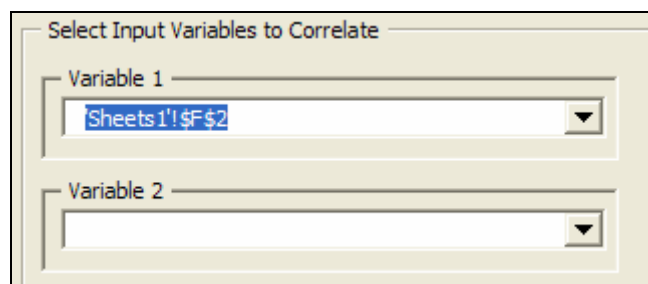 Select Input Variables to Correlate
Variable 1
'Sheets1'!$F$2
Variable 2